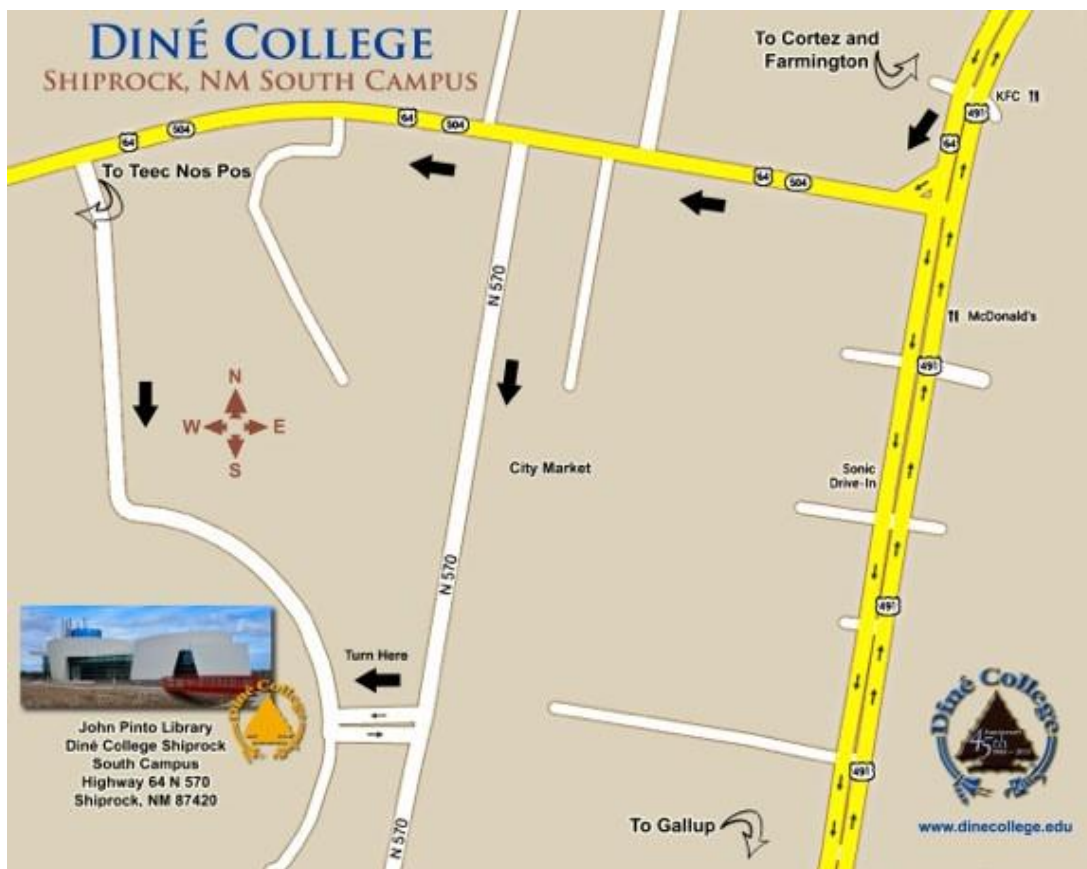 DINÉ COLLEGE
SHIPROCK, NM SOUTH CAMPUS
To Cortez and
Farmington
KFC
491
64
64
504
64
504
To Teec Nos Pos
64
504
N 570
McDonald's
491
N
W E
S
City Market
Sonic
Drive-In
N 570
491
Turn Here
Diné College
John Pinto Library
Diné College Shiprock
South Campus
Highway 64 N 570
Shiprock, NM 87420
Diné College
45th
491
To Gallup
N 570
www.dinecollege.edu